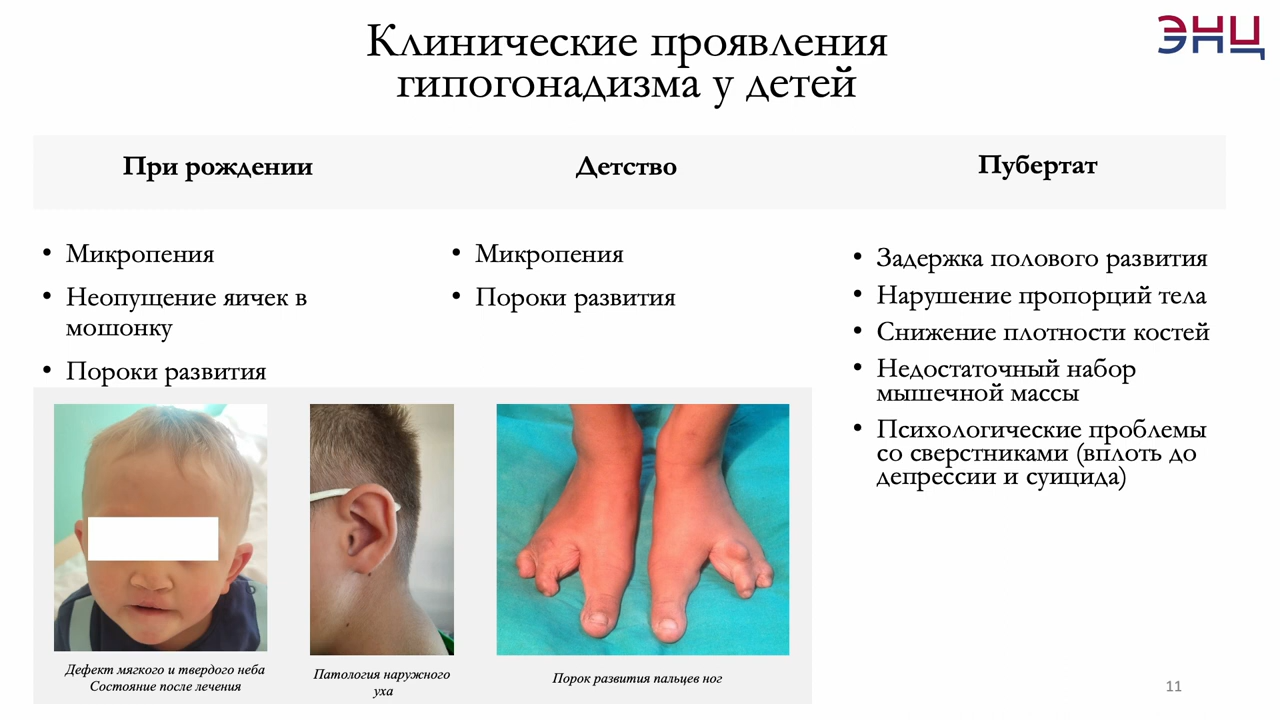 Клинические проявления
гипогонадизма у детей
ЭНЦ
При рождении
Детство
Пубертат
• Микропения
• Неопущение яичек в
мошонку
• Пороки развития
• Микропения
• Пороки развития
• Задержка полового развития
• Нарушение пропорций тела
• Снижение плотности костей
• Недостаточный набор
мышечной массы
• Психологические проблемы
со сверстниками (вплоть до
депрессии и суицида)
Дефект мягкого и твердого неба
Состояние после лечения
Патология наружного
уха
Порок развития пальцев ног
11